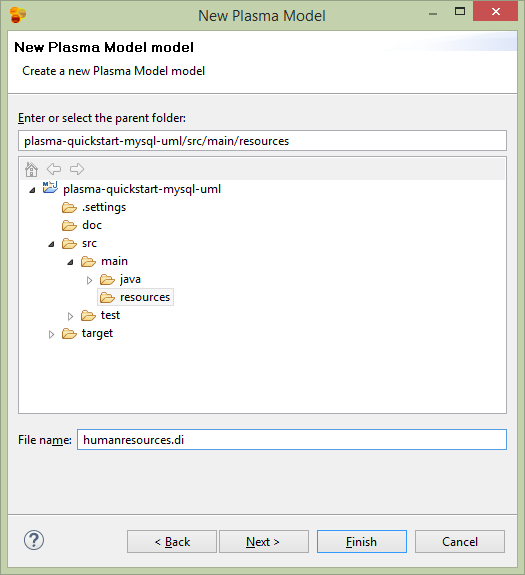 New Plasma Model
New Plasma Model model
Create a new Plasma Model model
Enter or select the parent folder:
plasma-quickstart-mysql-uml/src/main/resources
plasma-quickstart-mysql-uml
.settings
doc
src
main
java
resources
test
target
File name: humanresources.di
< Back Next > Finish Cancel